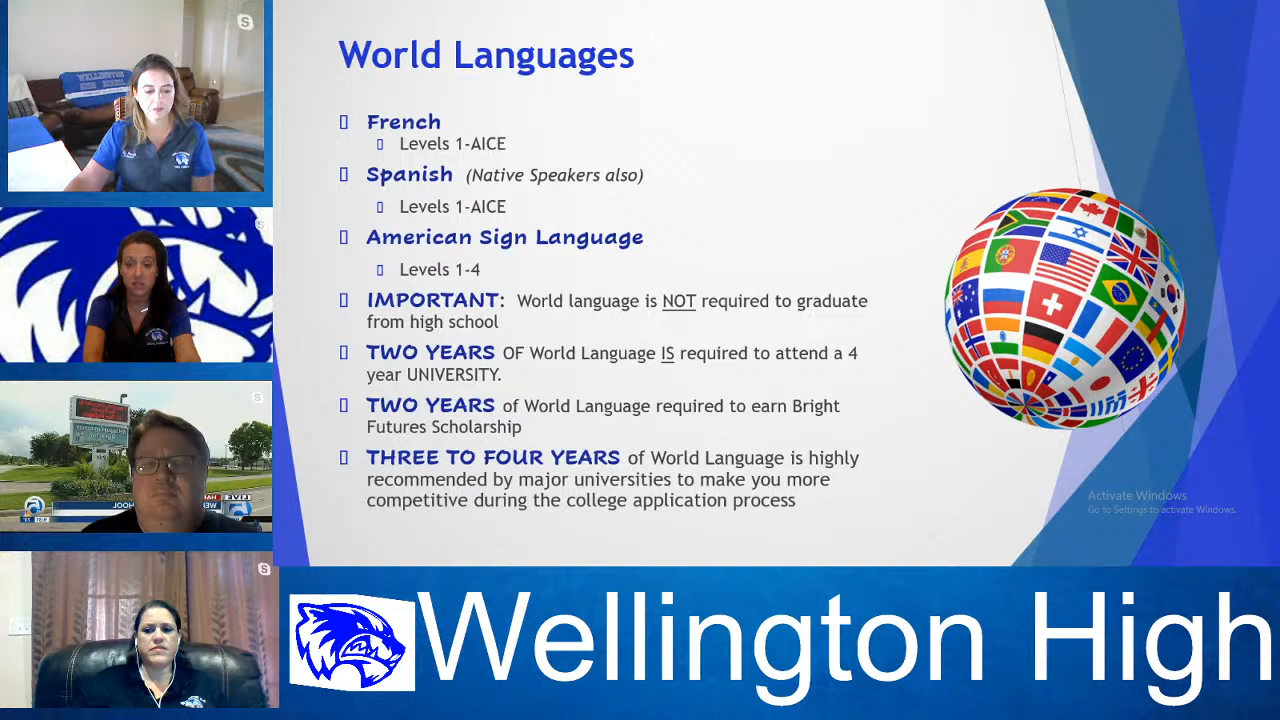 World Languages
French
Levels 1-AICE
Spanish (Native Speakers also)
Levels 1-AICE
American Sign Language
Levels 1-4
IMPORTANT: World language is NOT required to graduate
from high school
TWO YEARS OF World Language IS required to attend a 4
year UNIVERSITY.
TWO YEARS of World Language required to earn Bright
Futures Scholarship
THREE TO FOUR YEARS of World Language is highly
recommended by major universities to make you more
competitive during the college application process
Activate Windows
Go to Settings to activate Windows.
WELLINGTON
HIGH SCHOOL
LIVE
Wellington High